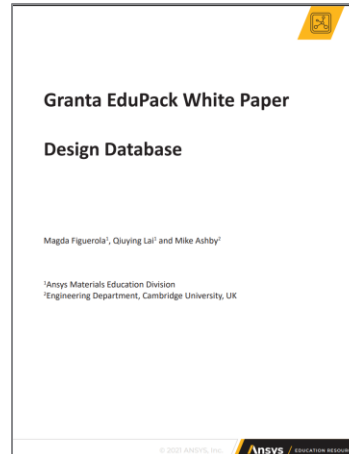 Granta EduPack White Paper
Design Database
Magda Figuerola¹, Qiuying Lai¹ and Mike Ashby²
¹Ansys Materials Education Division
²Engineering Department, Cambridge University, UK
© 2021 ANSYS, Inc.
Ansys / EDUCATION RESOUR